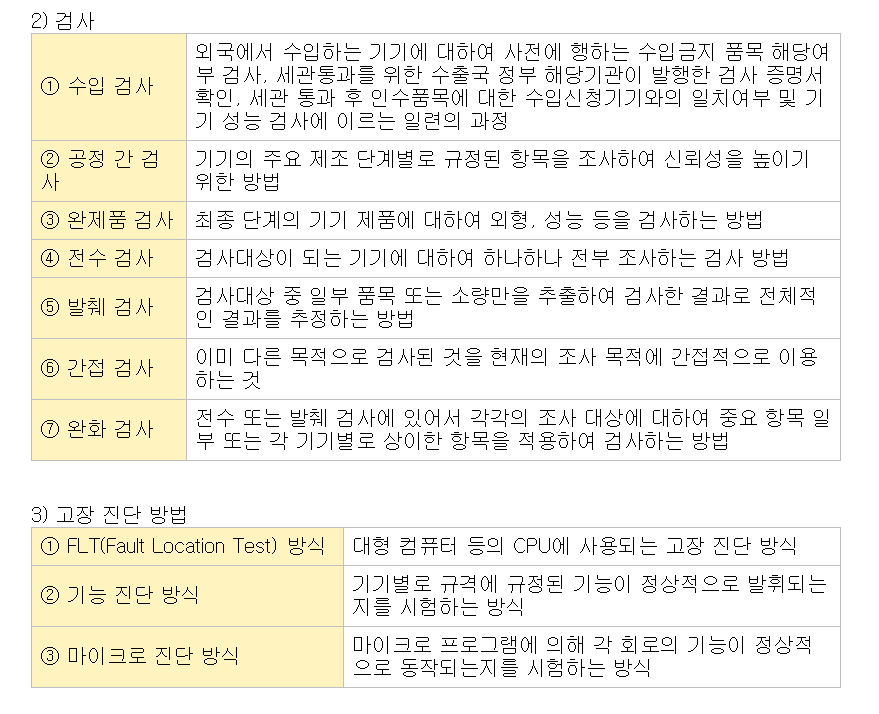 2) 검사
① 수입 검사
외국에서 수입하는 기기에 대하여 사전에 행하는 수입금지 품목 해당여
부 검사, 세관통과를 위한 수출국 정부 해당기관이 발행한 검사 증명서
확인, 세관 통과 후 인수품목에 대한 수입신청기기와의 일치여부 및 기
기 성능 검사에 이르는 일련의 과정
② 공정 간 검
사
기기의 주요 제조 단계별로 규정된 항목을 조사하여 신뢰성을 높이기
위한 방법
③ 완제품 검사
최종 단계의 기기 제품에 대하여 외형, 성능 등을 검사하는 방법
④ 전수 검사
검사대상이 되는 기기에 대하여 하나하나 전부 조사하는 검사 방법
⑤ 발췌 검사
검사대상 중 일부 품목 또는 소량만을 추출하여 검사한 결과로 전체적
인 결과를 추정하는 방법
⑥ 간접 검사
이미 다른 목적으로 검사된 것을 현재의 조사 목적에 간접적으로 이용
하는 것
⑦ 완화 검사
전수 또는 발췌 검사에 있어서 각각의 조사 대상에 대하여 중요 항목 일
부 또는 각 기기별로 상이한 항목을 적용하여 검사하는 방법
3) 고장 진단 방법
① FLT(Fault Location Test) 방식
대형 컴퓨터 등의 CPU에 사용되는 고장 진단 방식
② 기능 진단 방식
기기별로 규격에 규정된 기능이 정상적으로 발휘되는
지를 시험하는 방식
③ 마이크로 진단 방식
마이크로 프로그램에 의해 각 회로의 기능이 정상적
으로 동작되는지를 시험하는 방식